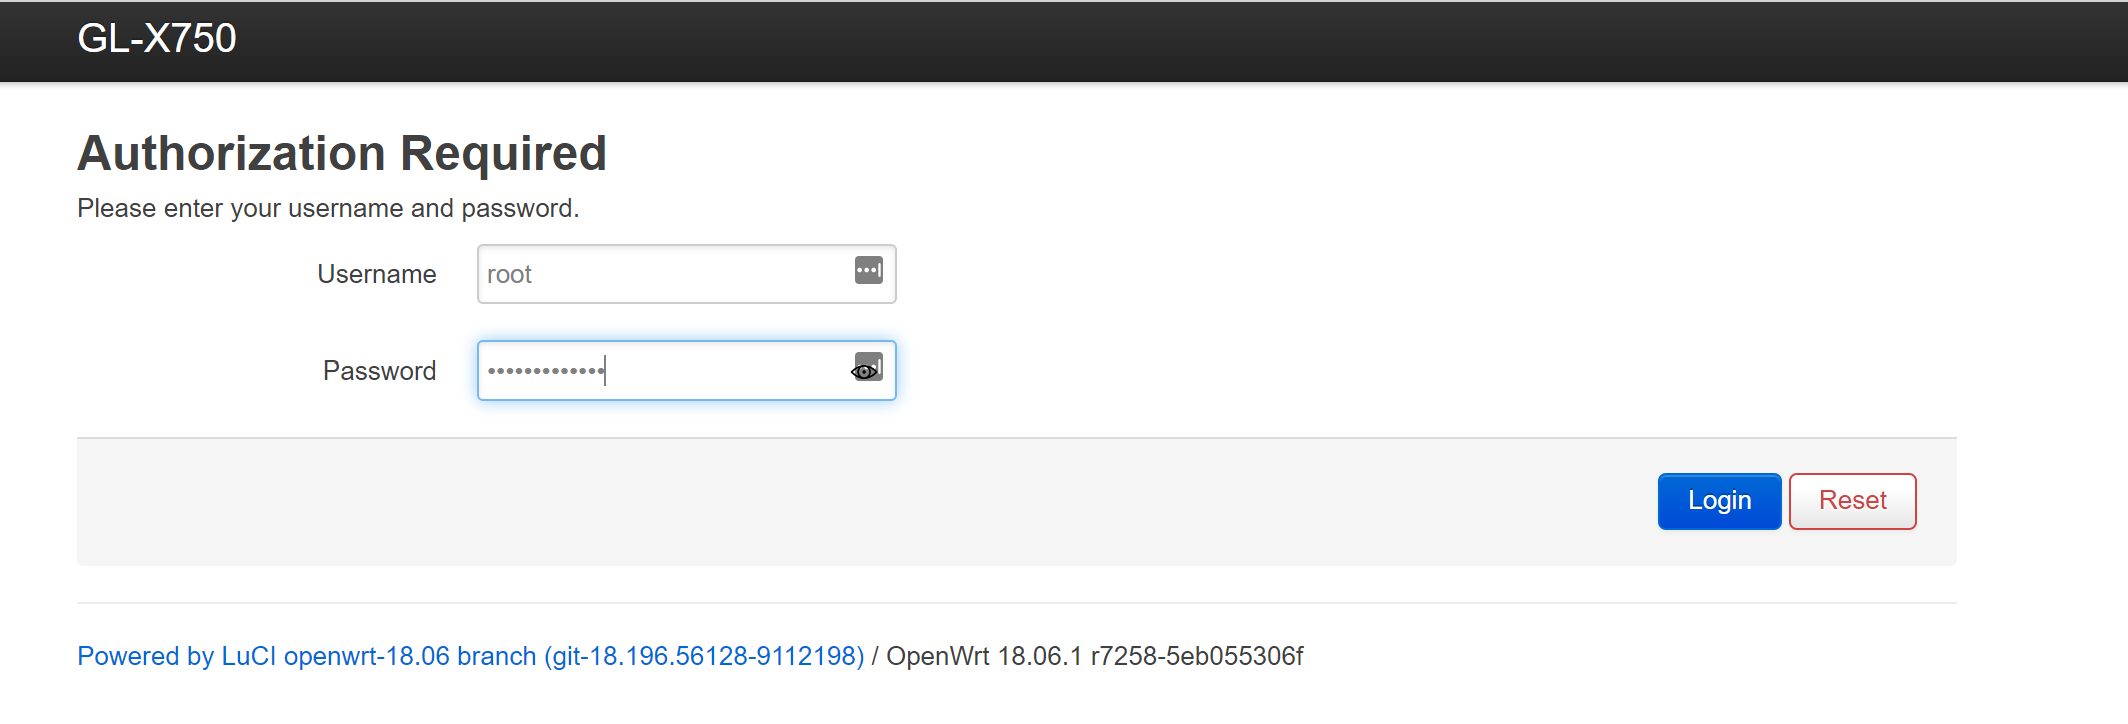 GL-X750
Authorization Required
Please enter your username and password.
Username root
Password •••••••••••••
Login Reset
Powered by LuCI openwrt-18.06 branch (git-18.196.56128-9112198) / OpenWrt 18.06.1 r7258-5eb055306f